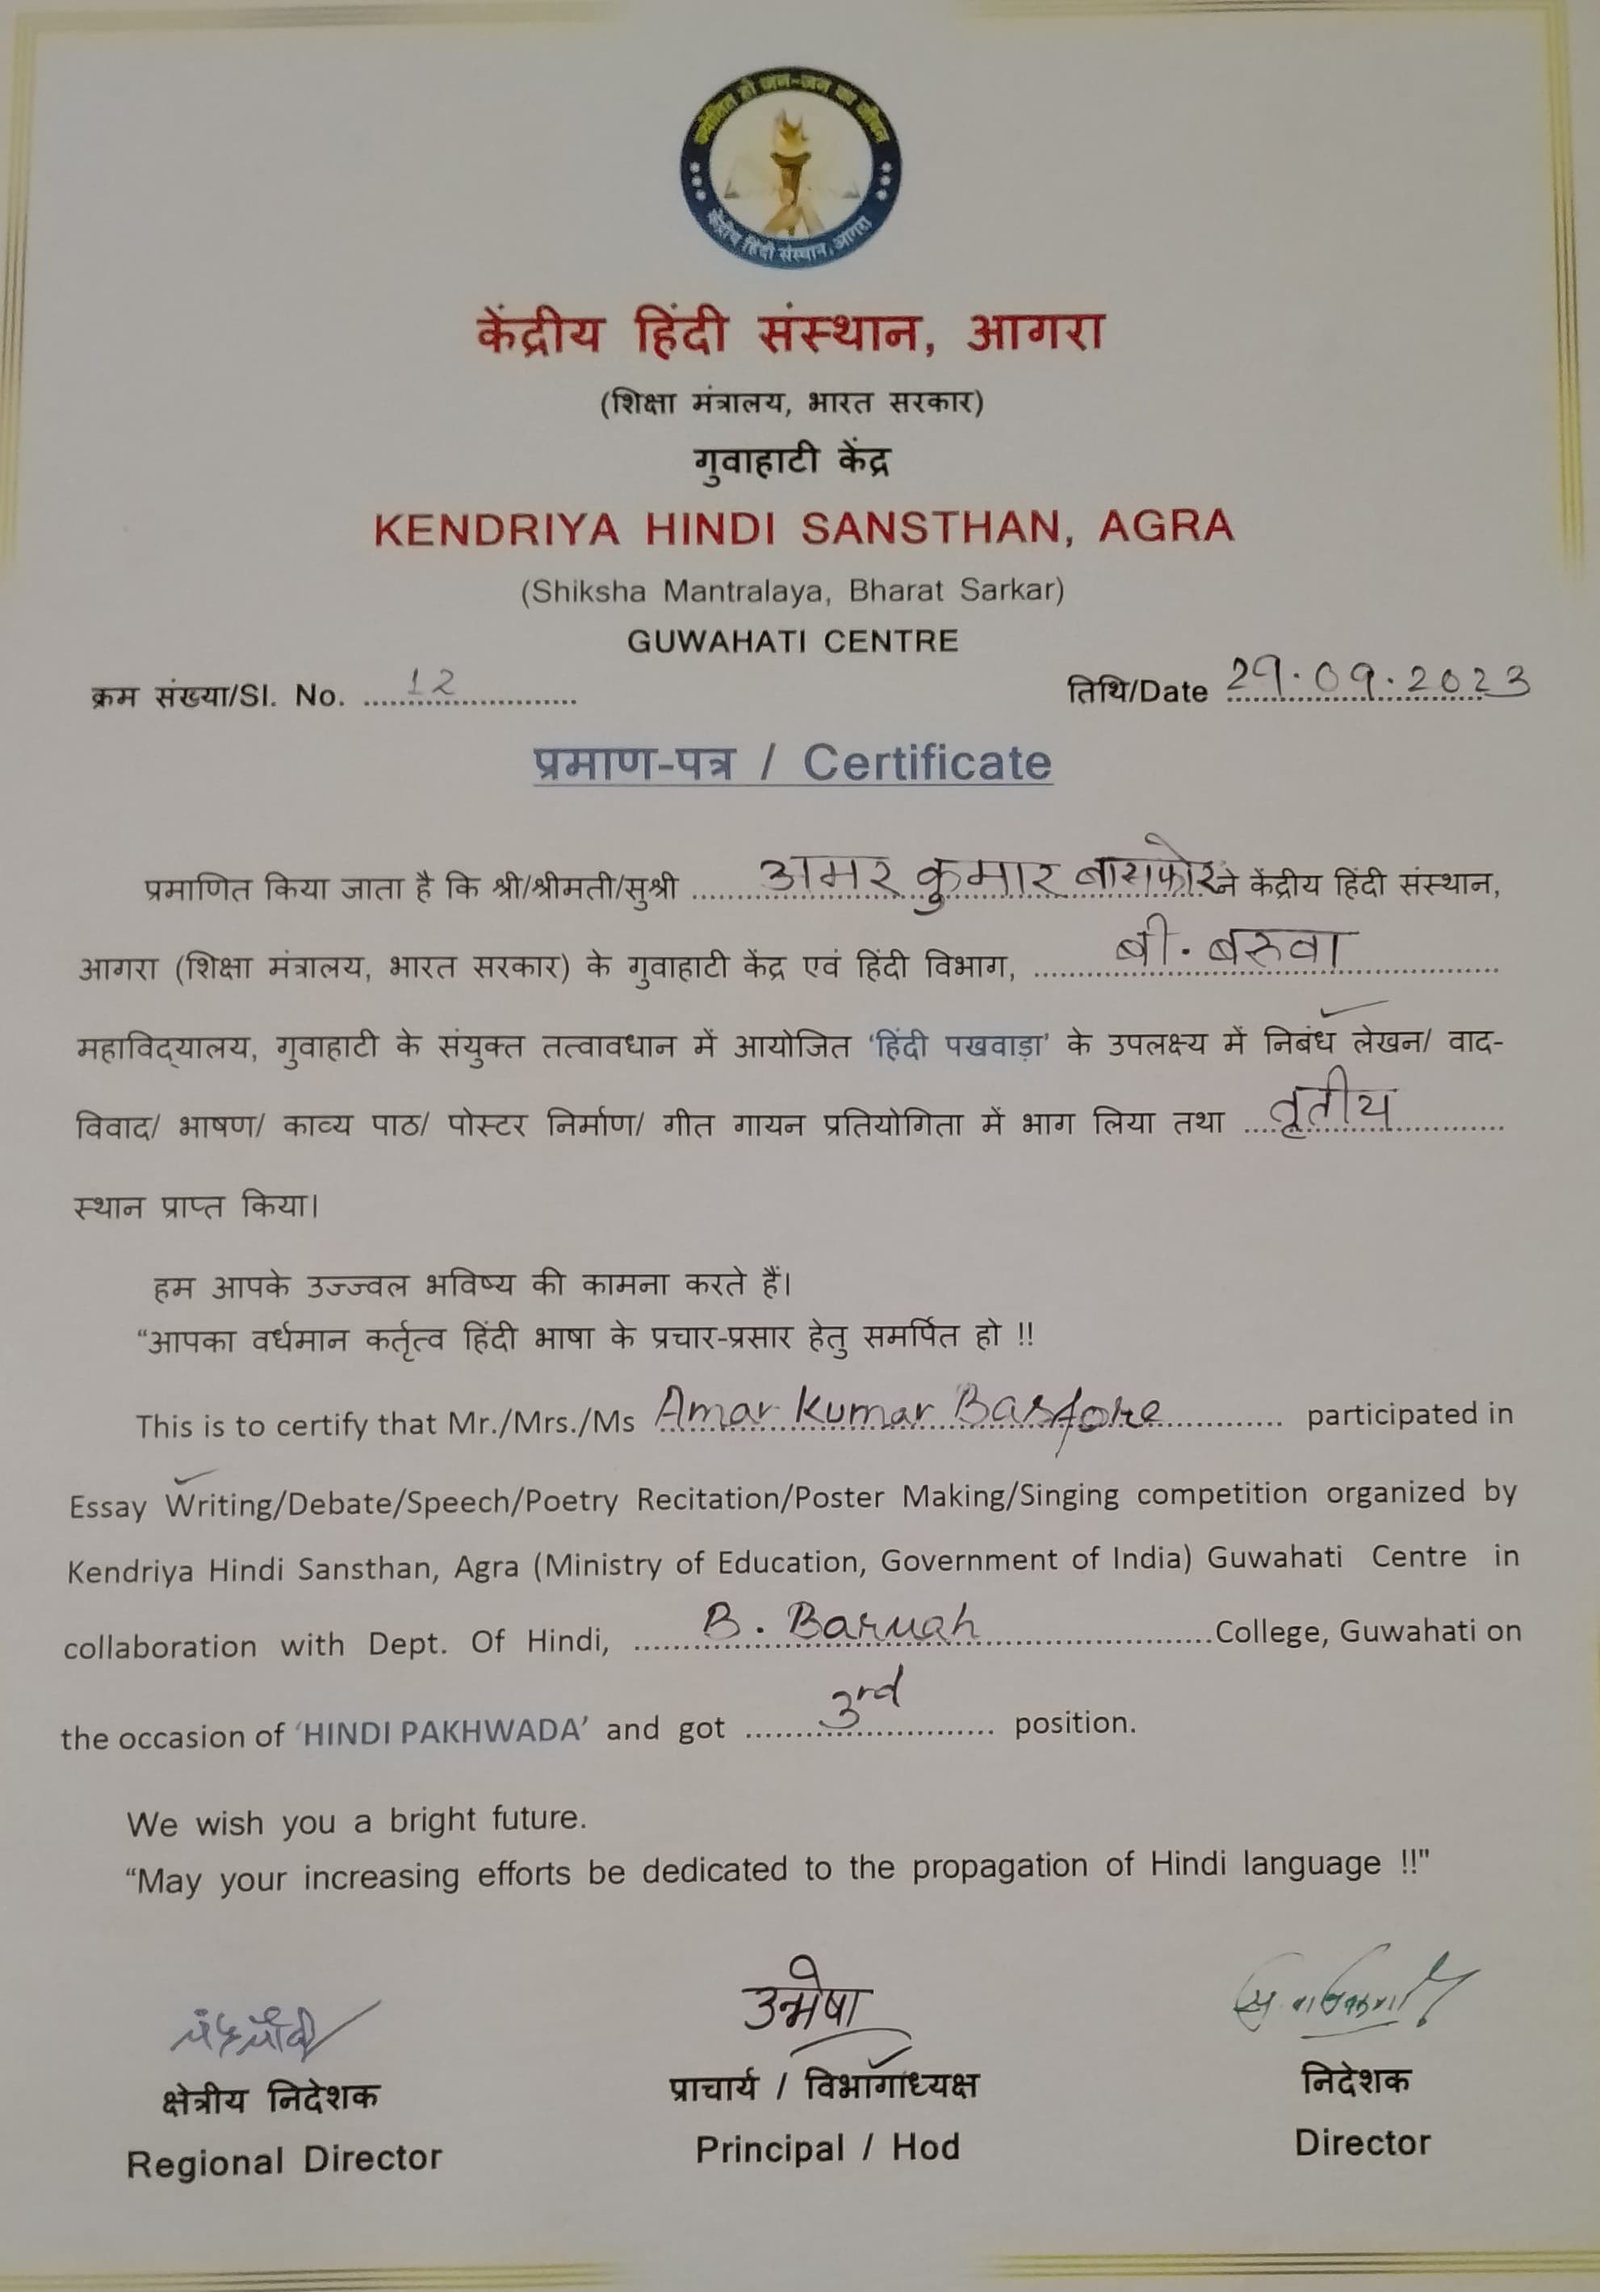 ज्योतित हो जन-जन का जीवन
केंद्रीय हिंदी संस्थान, आगरा
केंद्रीय हिंदी संस्थान, आगरा
(शिक्षा मंत्रालय, भारत सरकार)
गुवाहाटी केंद्र
KENDRIYA HINDI SANSTHAN, AGRA
(Shiksha Mantralaya, Bharat Sarkar)
GUWAHATI CENTRE
क्रम संख्या/Sl. No. 12 तिथि/Date 29.09.2023
प्रमाण-पत्र / Certificate
प्रमाणित किया जाता है कि श्री/श्रीमती/सुश्री अमर कुमार बासफोर ने केंद्रीय हिंदी संस्थान,
आगरा (शिक्षा मंत्रालय, भारत सरकार) के गुवाहाटी केंद्र एवं हिंदी विभाग, बी. बरुवा
महाविद्यालय, गुवाहाटी के संयुक्त तत्वावधान में आयोजित ‘हिंदी पखवाड़ा’ के उपलक्ष्य में निबंध लेखन/ वाद-
विवाद/ भाषण/ काव्य पाठ/ पोस्टर निर्माण/ गीत गायन प्रतियोगिता में भाग लिया तथा तृतीय
स्थान प्राप्त किया।
हम आपके उज्ज्वल भविष्य की कामना करते हैं।
“आपका वर्धमान कर्तृत्व हिंदी भाषा के प्रचार-प्रसार हेतु समर्पित हो !!
This is to certify that Mr./Mrs./Ms Amar Kumar Basfore participated in
Essay Writing/Debate/Speech/Poetry Recitation/Poster Making/Singing competition organized by
Kendriya Hindi Sansthan, Agra (Ministry of Education, Government of India) Guwahati Centre in
collaboration with Dept. Of Hindi, B. Baruah College, Guwahati on
the occasion of ‘HINDI PAKHWADA’ and got 3rd position.
We wish you a bright future.
“May your increasing efforts be dedicated to the propagation of Hindi language !!"
उन्मेषा
क्षेत्रीय निदेशक प्राचार्य / विभागाध्यक्ष निदेशक
Regional Director Principal / Hod Director